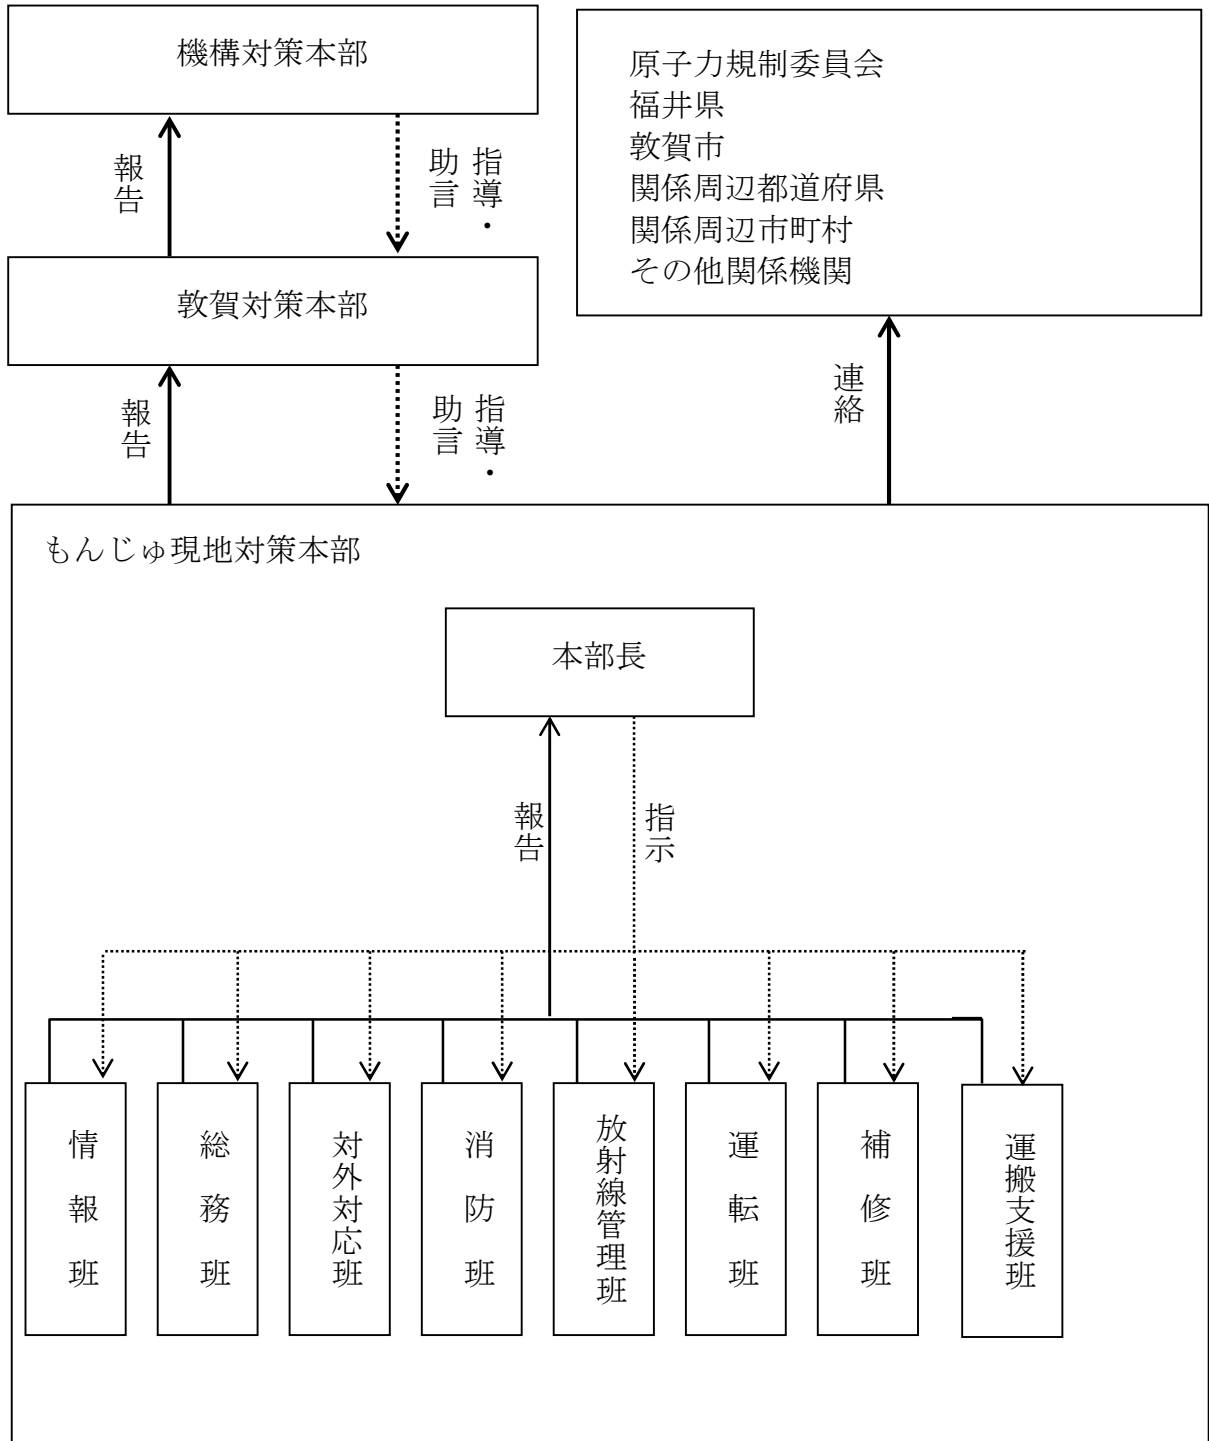 機構対策本部
原子力規制委員会
福井県
敦賀市
関係周辺都道府県
関係周辺市町村
その他関係機関
報告
指導・
助言
敦賀対策本部
報告
指導・
助言
連絡
もんじゅ現地対策本部
本部長
報告
指示
情報班
総務班
対外対応班
消防班
放射線管理班
運転班
補修班
運搬支援班